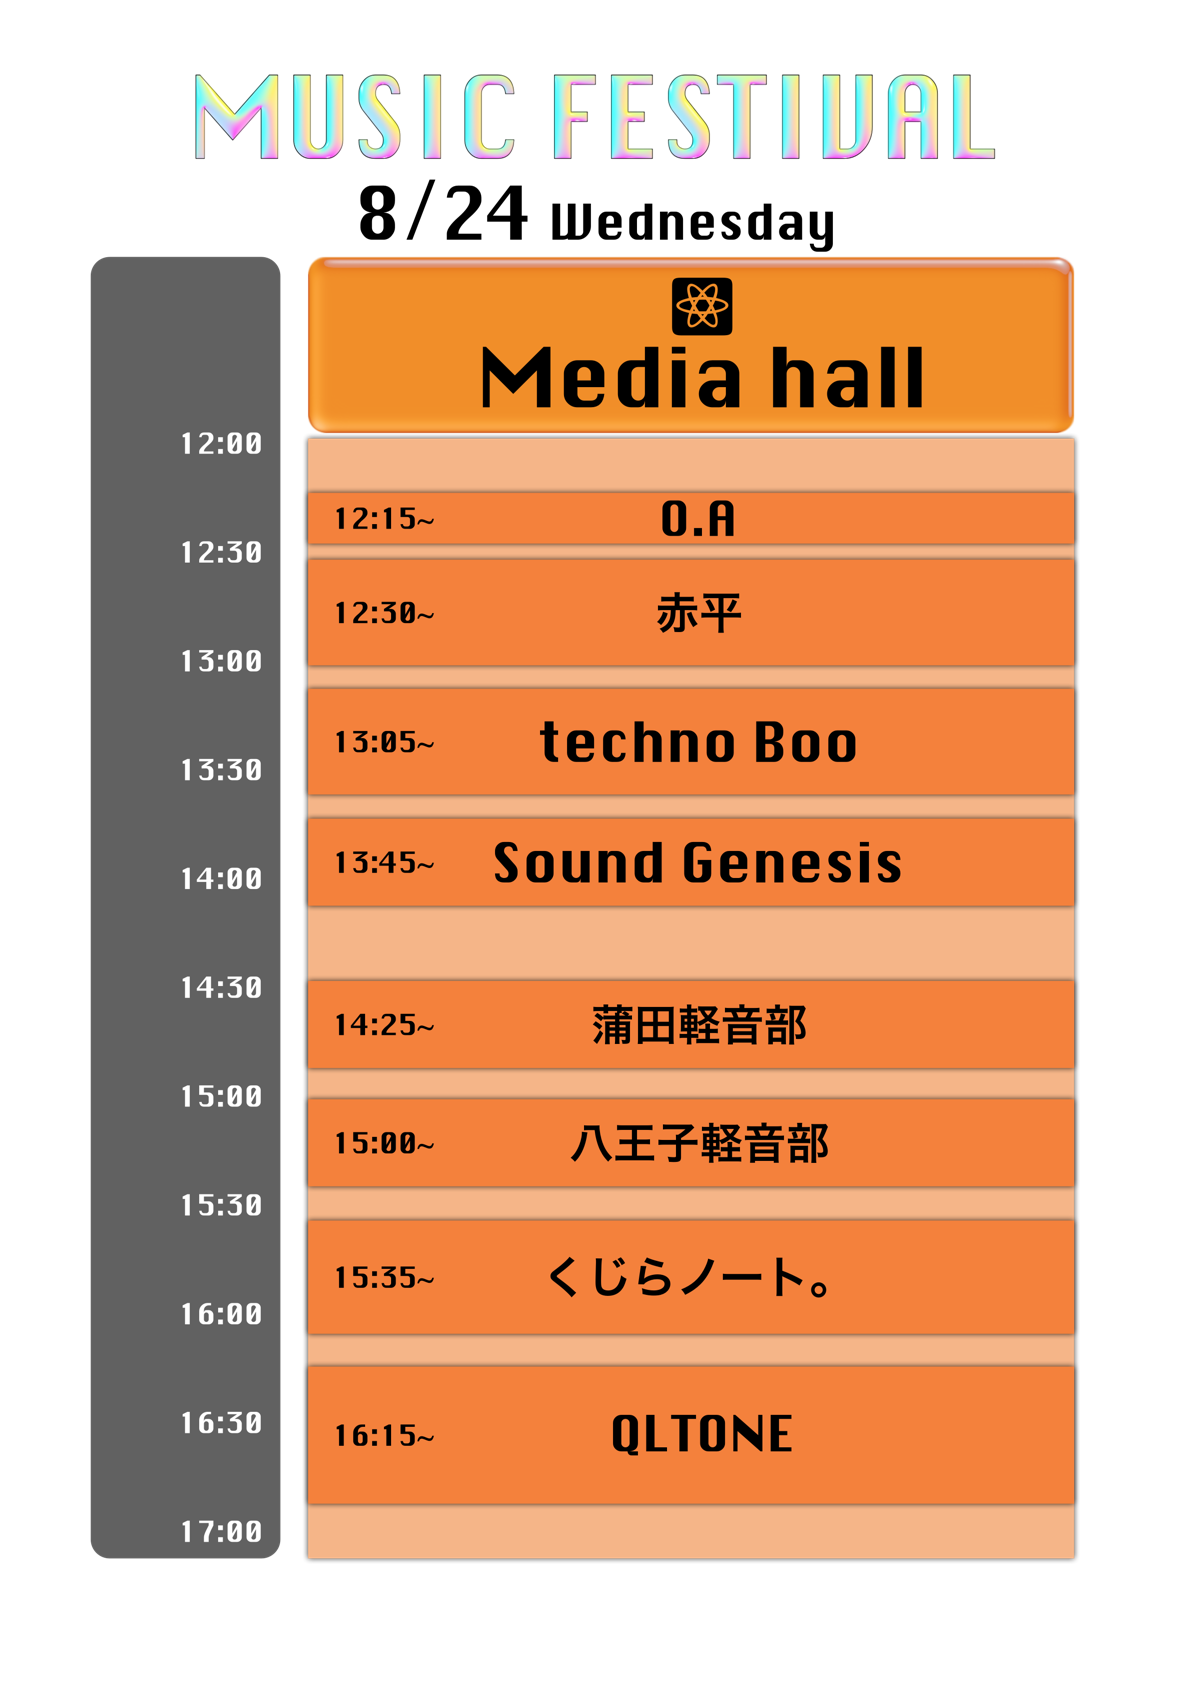 MUSIC FESTIVAL
8/24 Wednesday
Media hall
12:00
12:15~ O.A
12:30
12:30~ 赤平
13:00
13:05~ techno Boo
13:30
13:45~ Sound Genesis
14:00
14:30
14:25~ 蒲田軽音部
15:00
15:00~ 八王子軽音部
15:30
15:35~ くじらノート。
16:00
16:30
16:15~ QLTONE
17:00